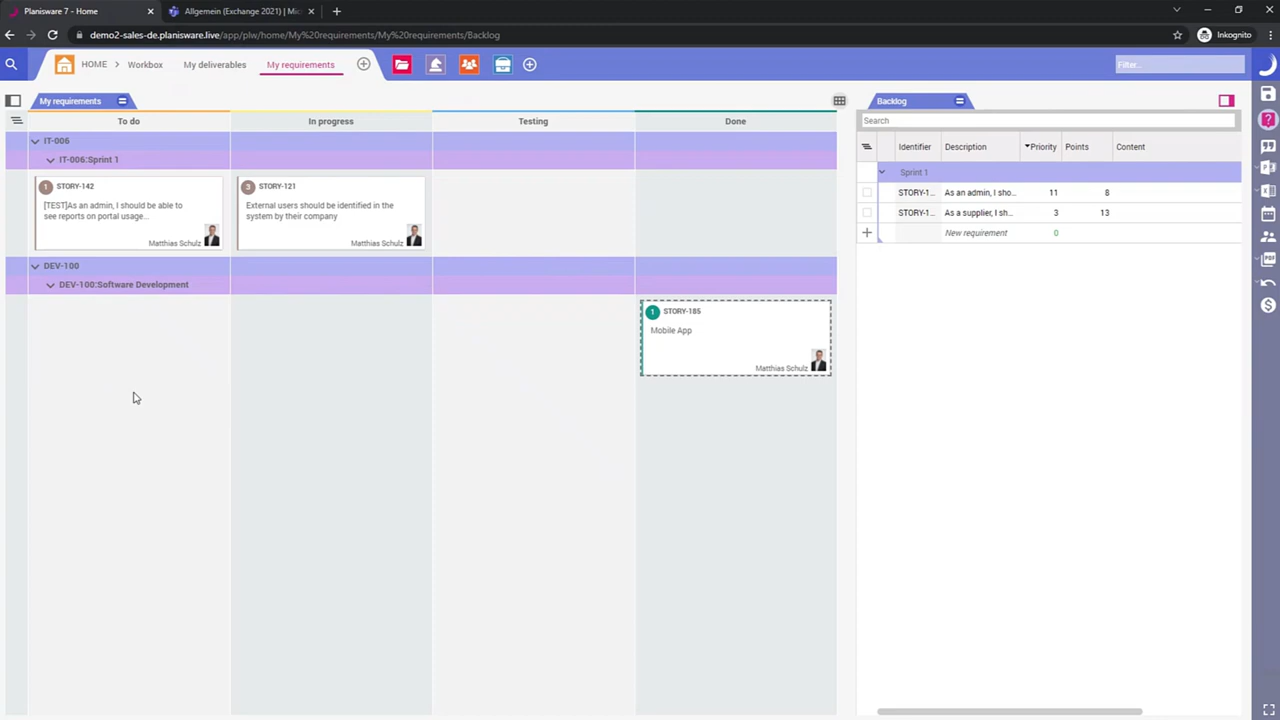 Planisware 7 - Home
Allgemein (Exchange 2021) | Mic
demo2-sales-de.planisware.live/app/plw/home/My%20requirements/My%20requirements/Backlog
Inkognito
HOME
Workbox
My deliverables
My requirements
Filter...
My requirements
To do
In progress
Testing
Done
IT-006
IT-006:Sprint 1
1
STORY-142
[TEST]As an admin, I should be able to
see reports on portal usage...
Matthias Schulz
3
STORY-121
External users should be identified in the
system by their company
Matthias Schulz
DEV-100
DEV-100:Software Development
1
STORY-185
Mobile App
Matthias Schulz
Backlog
Search
Identifier
Description
Priority
Points
Content
Sprint 1
STORY-1...
As an admin, I sho...
11
8
STORY-1...
As a supplier, I sh...
3
13
New requirement
0